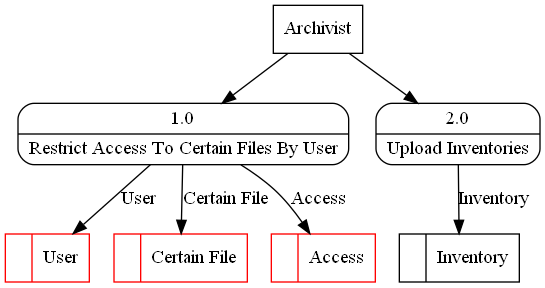 Archivist
1.0
Restrict Access To Certain Files By User
2.0
Upload Inventories
User
Certain File
Access
Inventory
User
Certain File
Access
Inventory